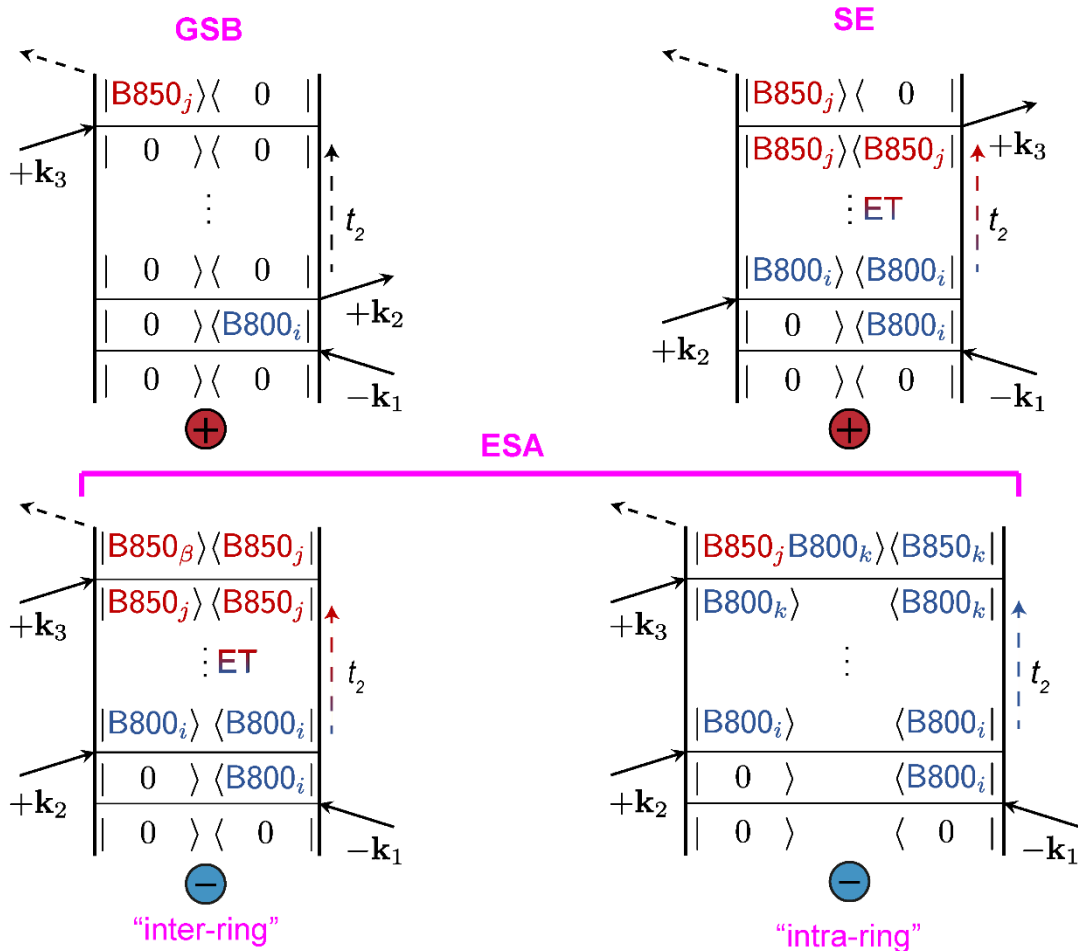 GSB
|B850j⟩⟨ 0 |
+k3
| 0 ⟩⟨ 0 |
⋮
t2
| 0 ⟩⟨ 0 |
+k2
| 0 ⟩⟨B800i|
| 0 ⟩⟨ 0 |
−k1
+
SE
|B850j⟩⟨ 0 |
|B850j⟩⟨B850j|
+k3
⋮ ET
t2
|B800i⟩⟨B800i|
+k2
| 0 ⟩⟨B800i|
| 0 ⟩⟨ 0 |
−k1
+
ESA
|B850β⟩⟨B850j|
+k3
|B850j⟩⟨B850j|
⋮ ET
t2
|B800i⟩⟨B800i|
+k2
| 0 ⟩⟨B800i|
| 0 ⟩⟨ 0 |
−k1
−
“inter-ring”
|B850jB800k⟩⟨B850k|
+k3
|B800k⟩ ⟨B800k|
⋮
t2
|B800i⟩ ⟨B800i|
+k2
| 0 ⟩ ⟨B800i|
| 0 ⟩ ⟨ 0 |
−k1
−
“intra-ring”